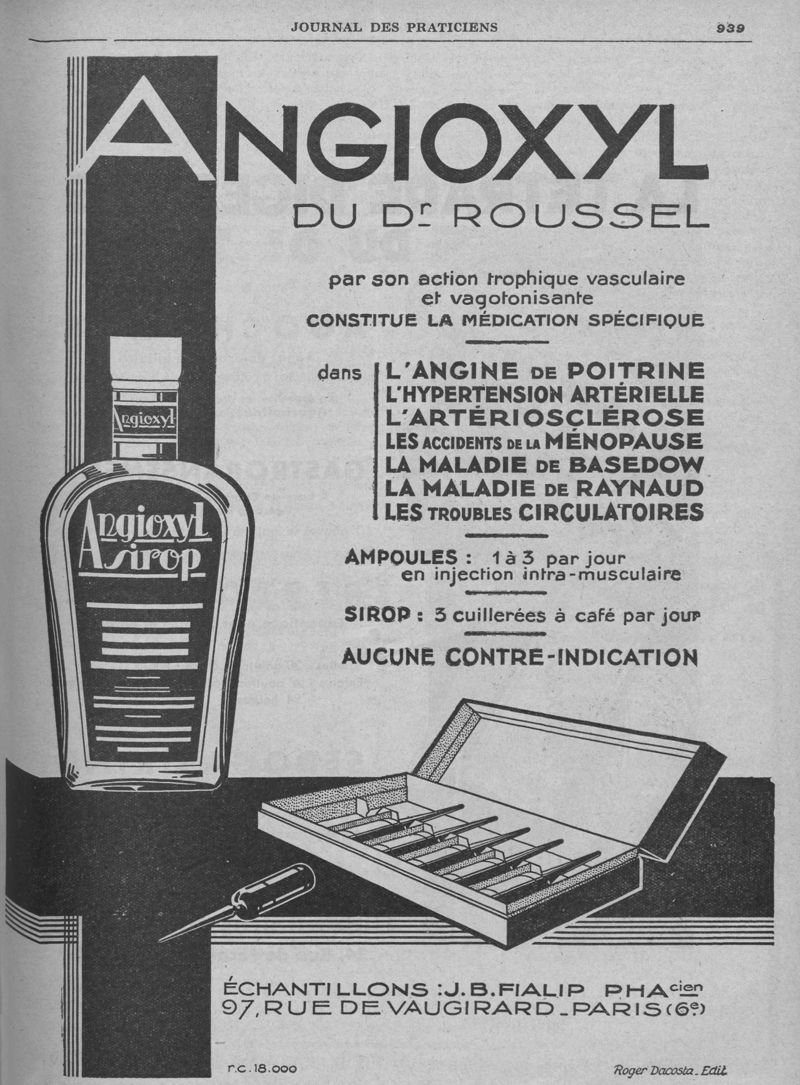 JOURNAL DES PRATICIENS 939
ANGIOXYL
DU Dr ROUSSEL
par son action trophique vasculaire
et vagotonisante
CONSTITUE LA MÉDICATION SPÉCIFIQUE
dans L'ANGINE DE POITRINE
L'HYPERTENSION ARTÉRIELLE
L'ARTÉRIOSCLÉROSE
LES ACCIDENTS DE LA MÉNOPAUSE
LA MALADIE DE BASEDOW
LA MALADIE DE RAYNAUD
LES TROUBLES CIRCULATOIRES
AMPOULES : 1 à 3 par jour
en injection intra-musculaire
SIROP : 3 cuillerées à café par jour
AUCUNE CONTRE-INDICATION
Angioxyl
Angioxyl
sirop
ÉCHANTILLONS : J. B. FIALIP PHAcien
97, RUE DE VAUGIRARD _ PARIS (6e)
r.c. 18.000
Roger Dacosta _ Edit.